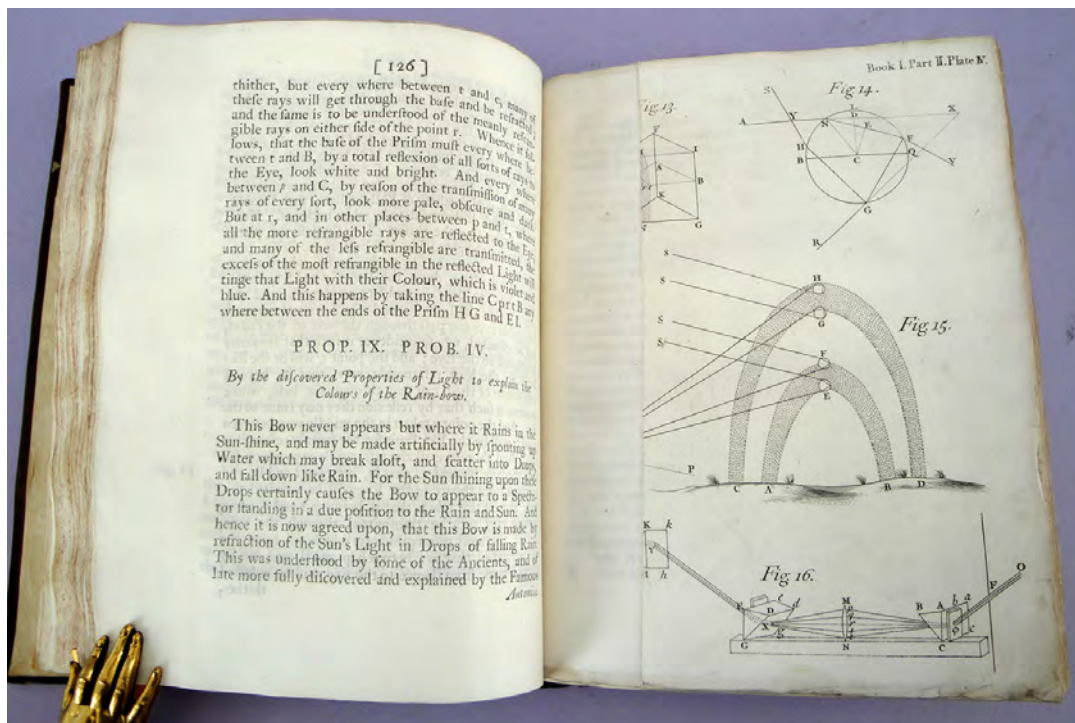 [ 126 ]
thither, but every where between t and c, many of
theſe rays will get through the baſe and be refracted;
and the ſame is to be underſtood of the meanly refran-
gible rays on either ſide of the point r. Whence it fol-
lows, that the baſe of the Priſm muſt every where be-
tween t and B, by a total reflexion of all ſorts of rays to
the Eye, look white and bright. And every where
between p and C, by reaſon of the tranſmiſſion of many
rays of every ſort, look more pale, obſcure and dark.
But at r, and in other places between p and t, where
all the more refrangible rays are reflected to the Eye,
and many of the leſs refrangible are tranſmitted, the
exceſs of the moſt refrangible in the reflected Light will
tinge that Light with their Colour, which is violet and
blue. And this happens by taking the line C p r t B any
where between the ends of the Priſm H G and E I.
PROP. IX. PROB. IV.
By the diſcovered Properties of Light to explain the
Colours of the Rain-bow.
This Bow never appears but where it Rains in the
Sun-ſhine, and may be made artificially by ſpouting up
Water which may break aloft, and ſcatter into Drops,
and fall down like Rain. For the Sun ſhining upon theſe
Drops certainly cauſes the Bow to appear to a Specta-
tor ſtanding in a due poſition to the Rain and Sun. And
hence it is now agreed upon, that this Bow is made by
refraction of the Sun's Light in Drops of falling Rain.
This was underſtood by ſome of the Ancients, and of
late more fully diſcovered and explained by the Famous
Antonius
Book I. Part II. Plate IV.
Fig. 13.
V
I
B
G
Fig 14.
S
L
X
A
Y
N
D
E
F
H
B
C
Q
Y
G
R
Fig 15.
S
S
S
S
H
G
F
E
P
C A B D
Fig 16.
K k
Y
h
e
d
D
X
g
G
M
p
r
t
N
B A b a
c
C
F
O